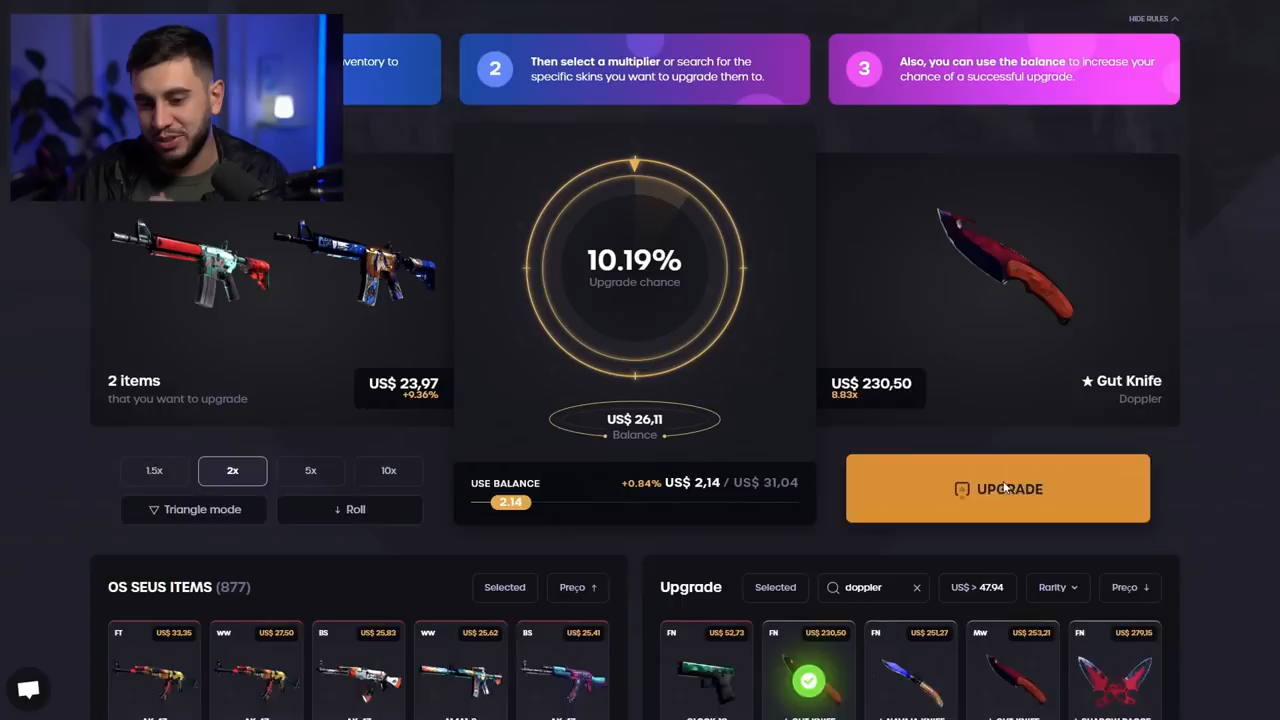 HIDE RULES
nventory to
2
Then select a multiplier or search for the
specific skins you want to upgrade them to.
3
Also, you can use the balance to increase your
chance of a successful upgrade.
10.19%
Upgrade chance
2 items
that you want to upgrade
US$ 23,97
+9.36%
US$ 230,50
8.83x
★ Gut Knife
Doppler
US$ 26,11
Balance
1.5x
2x
5x
10x
Triangle mode
Roll
USE BALANCE
+0.84% US$ 2,14 / US$ 31,04
2.14
UPGRADE
OS SEUS ITEMS (877)
Selected
Preço ↑
Upgrade
Selected
doppler
US$ > 47.94
Rarity
Preço ↓
FT
US$ 33,35
WW
US$ 27,50
BS
US$ 25,83
WW
US$ 25,62
BS
US$ 25,41
FN
US$ 52,73
FN
US$ 230,50
FN
US$ 251,27
MW
US$ 253,21
FN
US$ 279,15